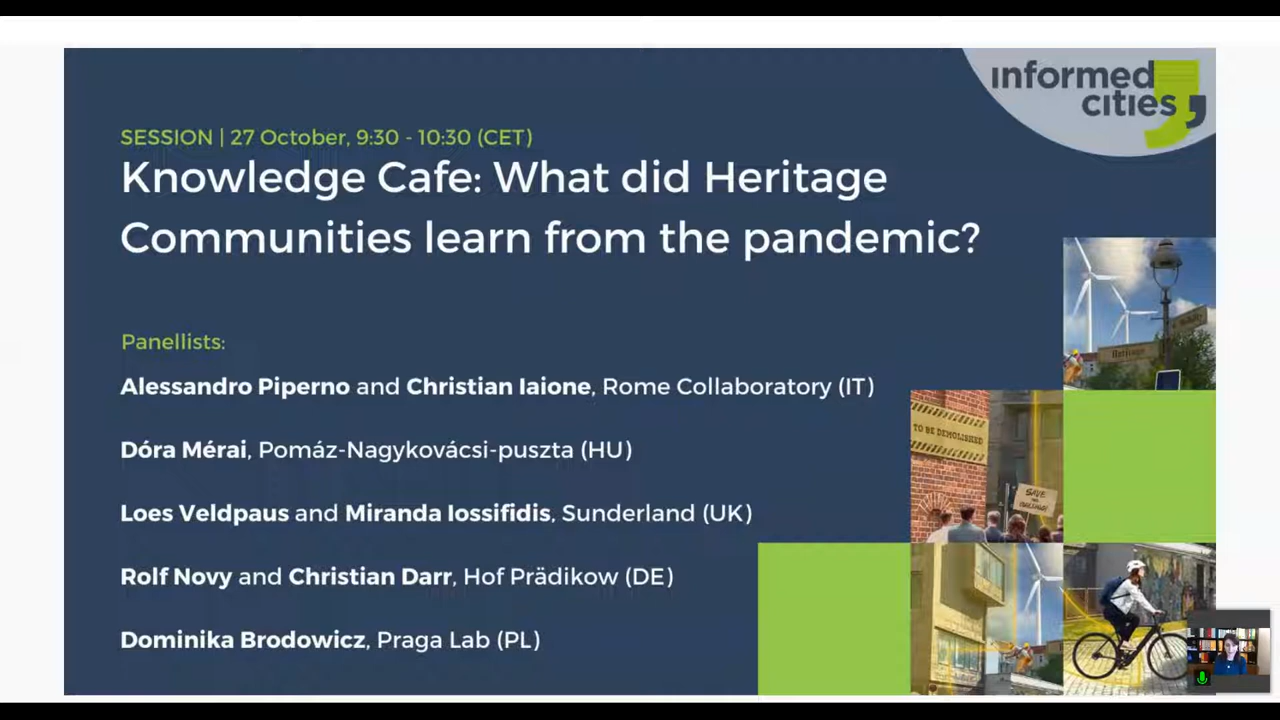 informed
cities
SESSION | 27 October, 9:30 - 10:30 (CET)
Knowledge Cafe: What did Heritage
Communities learn from the pandemic?
Panellists:
Alessandro Piperno and Christian Iaione, Rome Collaboratory (IT)
Dóra Mérai, Pomáz-Nagykovácsi-puszta (HU)
Loes Veldpaus and Miranda Iossifidis, Sunderland (UK)
Rolf Novy and Christian Darr, Hof Prädikow (DE)
Dominika Brodowicz, Praga Lab (PL)
TO BE DEMOLISHED
SAVE